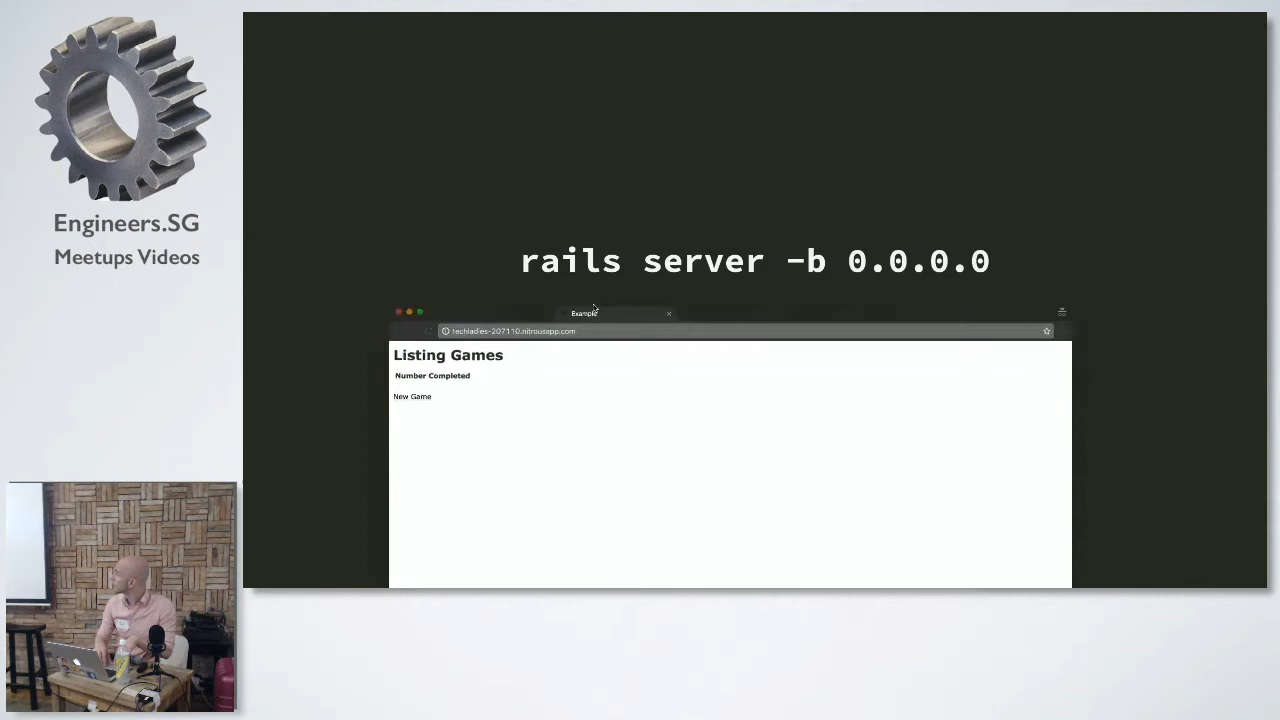 Engineers.SG
Meetups Videos
rails server -b 0.0.0.0
Example
techladies-207110.nitrousapp.com
Listing Games
Number Completed
New Game